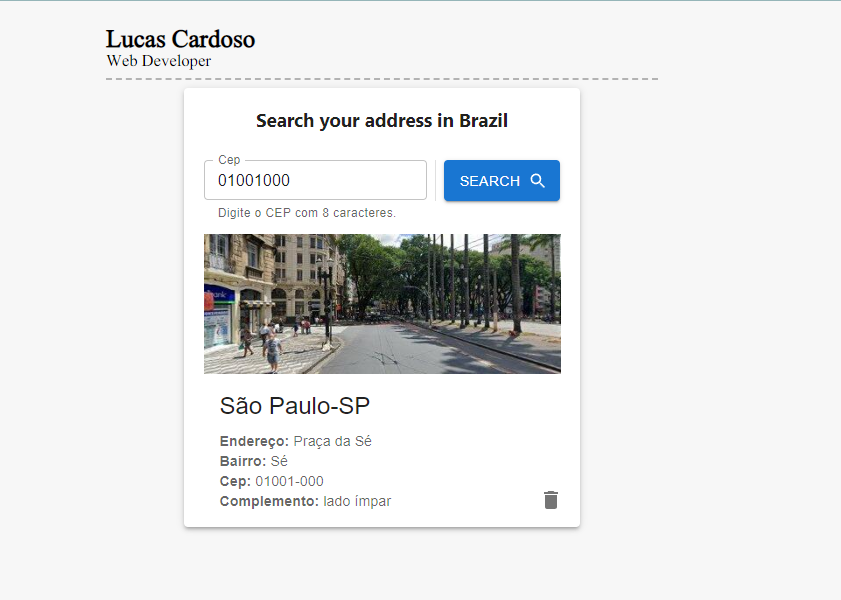 Lucas Cardoso
Web Developer
Search your address in Brazil
Cep
01001000
SEARCH
Digite o CEP com 8 caracteres.
São Paulo-SP
Endereço: Praça da Sé
Bairro: Sé
Cep: 01001-000
Complemento: lado ímpar